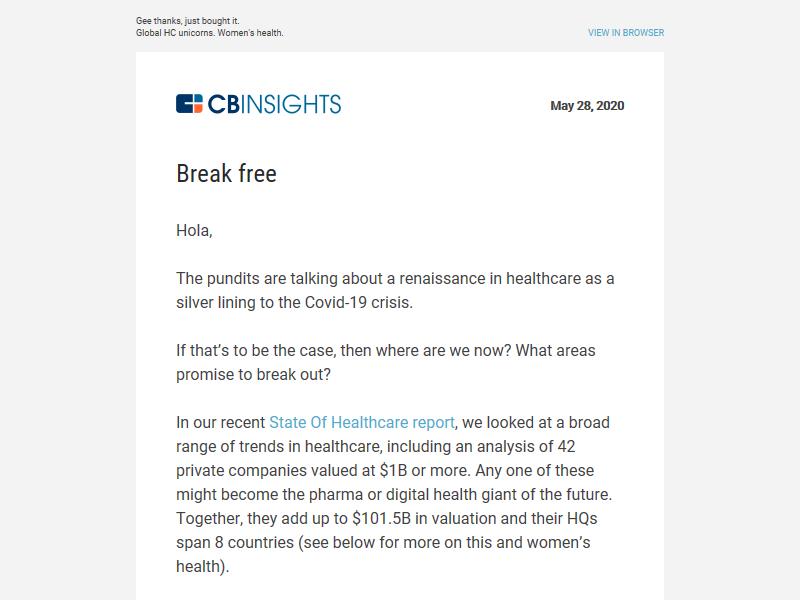 Gee thanks, just bought it.
Global HC unicorns. Women's health.
VIEW IN BROWSER
CBINSIGHTS
May 28, 2020
Break free
Hola,
The pundits are talking about a renaissance in healthcare as a
silver lining to the Covid-19 crisis.
If that’s to be the case, then where are we now? What areas
promise to break out?
In our recent State Of Healthcare report, we looked at a broad
range of trends in healthcare, including an analysis of 42
private companies valued at $1B or more. Any one of these
might become the pharma or digital health giant of the future.
Together, they add up to $101.5B in valuation and their HQs
span 8 countries (see below for more on this and women’s
health).